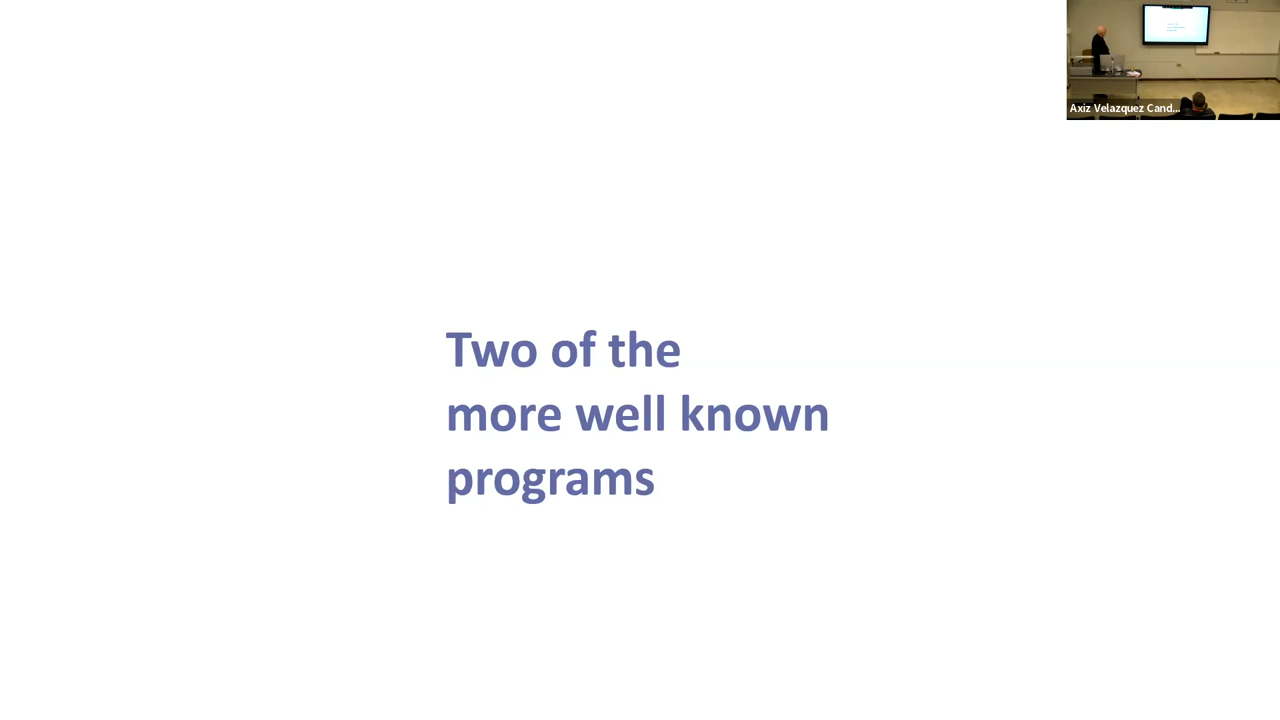 Axiz Velazquez Cand...
Two of the
more well known
programs